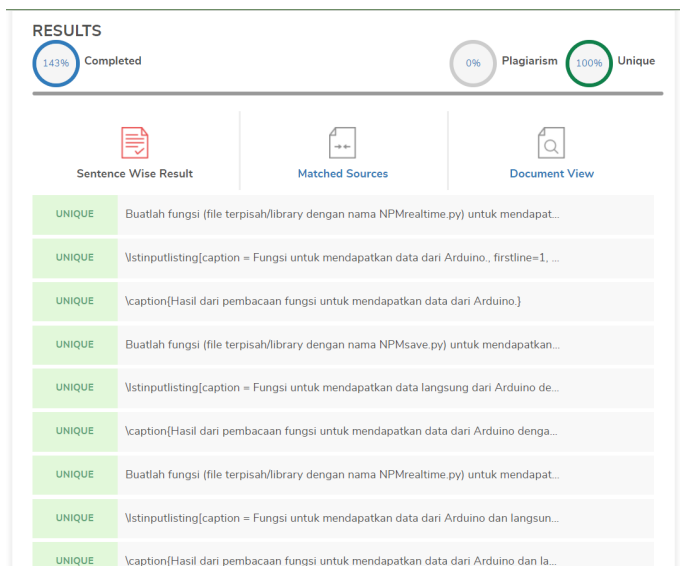 RESULTS
143% Completed
0% Plagiarism 100% Unique
Sentence Wise Result Matched Sources Document View
UNIQUE Buatlah fungsi (file terpisah/library dengan nama NPMrealtime.py) untuk mendapat...
UNIQUE \lstinputlisting[caption = Fungsi untuk mendapatkan data dari Arduino., firstline=1, ...
UNIQUE \caption{Hasil dari pembacaan fungsi untuk mendapatkan data dari Arduino.}
UNIQUE Buatlah fungsi (file terpisah/library dengan nama NPMsave.py) untuk mendapatkan...
UNIQUE \lstinputlisting[caption = Fungsi untuk mendapatkan data langsung dari Arduino de...
UNIQUE \caption{Hasil dari pembacaan fungsi untuk mendapatkan data dari Arduino denga...
UNIQUE Buatlah fungsi (file terpisah/library dengan nama NPMrealtime.py) untuk mendapat...
UNIQUE \lstinputlisting[caption = Fungsi untuk mendapatkan data dari Arduino dan langsun...
UNIQUE \caption{Hasil dari pembacaan fungsi untuk mendapatkan data dari Arduino dan la...